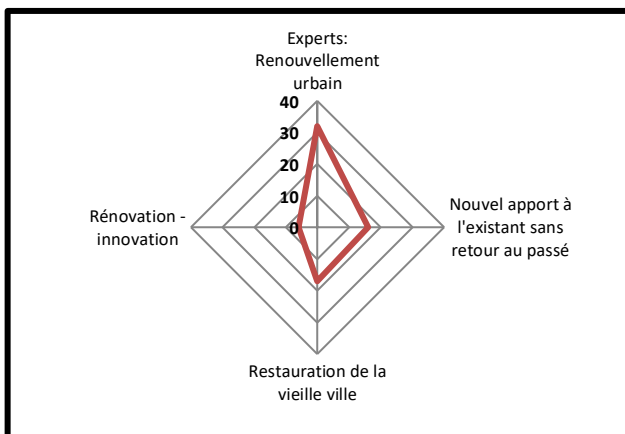 Experts:
Renouvellement
urbain
40
30
20
10
0
Nouvel apport à
l'existant sans
retour au passé
Rénovation -
innovation
Restauration de la
vieille ville